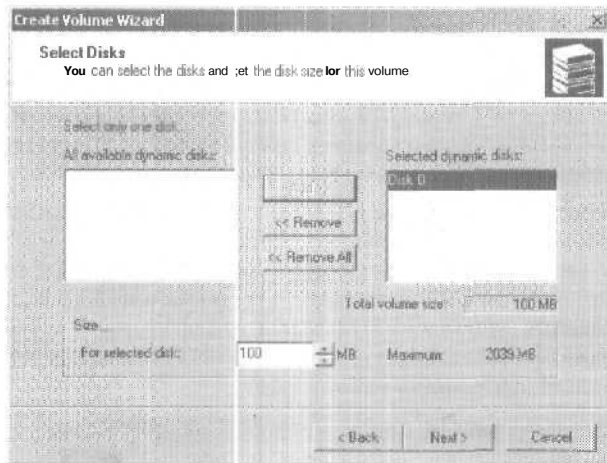 Create Volume Wizard
Select Disks
You can select the disks and ;et the disk size lor this volume
Select only one disk.
All available dynamic disks:
Selected dynamic disks:
Disk 0
<< Remove
<< Remove All
Total volume size: 100 MB
Size
For selected disk: 100 MB Maximum: 2039 MB
< Back Next > Cancel